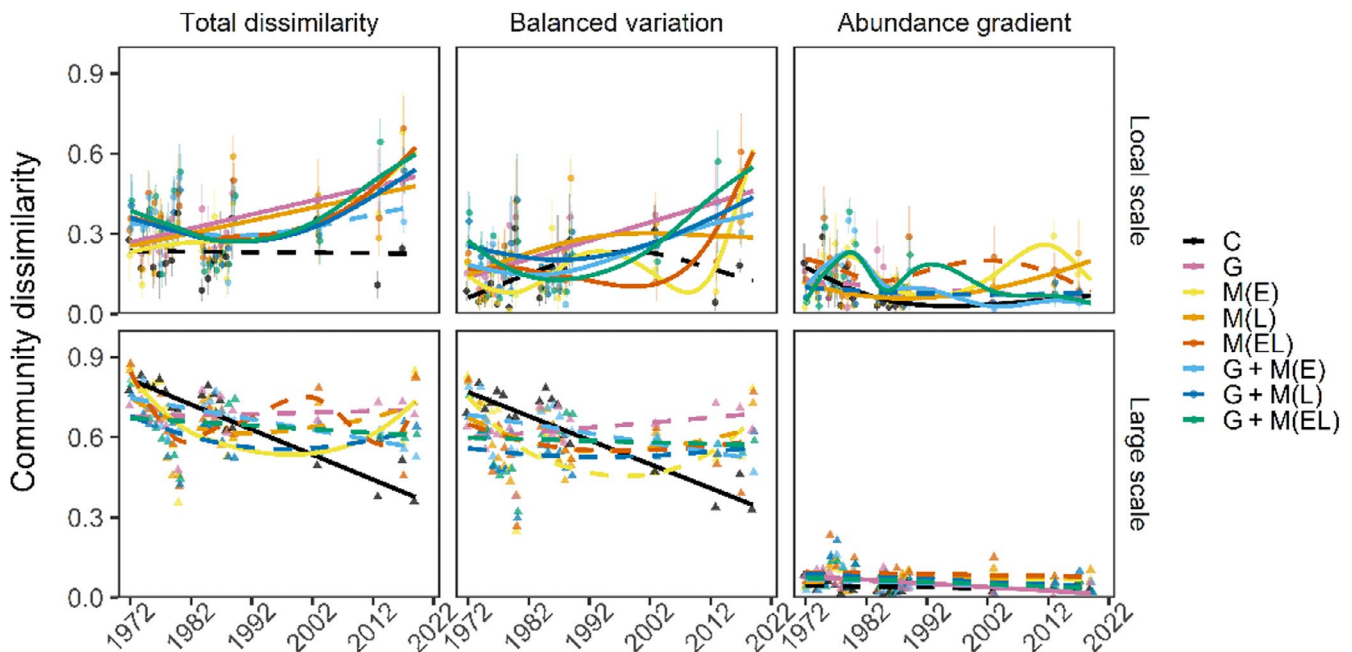 Total dissimilarity
Balanced variation
Abundance gradient
Community dissimilarity
0.9
0.6
0.3
0.0
Local scale
0.9
0.6
0.3
0.0
Large scale
1972
1982
1992
2002
2012
2022
1972
1982
1992
2002
2012
2022
1972
1982
1992
2002
2012
2022
C
G
M(E)
M(L)
M(EL)
G + M(E)
G + M(L)
G + M(EL)